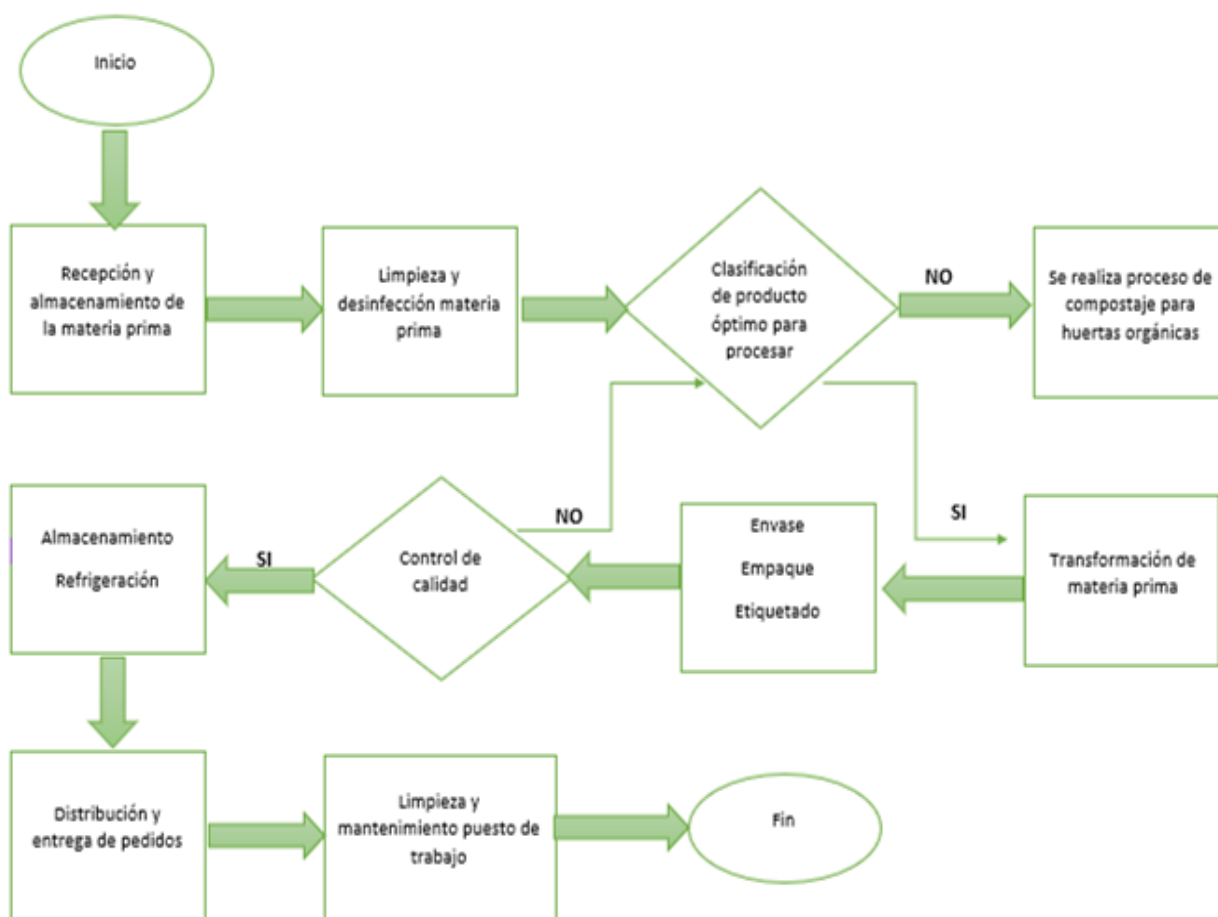 Inicio
Recepción y
almacenamiento de
la materia prima
Limpieza y
desinfección materia
prima
Clasificación
de producto
óptimo para
procesar
NO
Se realiza proceso de
compostaje para
huertas orgánicas
SI
Transformación de
materia prima
Envase
Empaque
Etiquetado
Control de
calidad
NO
SI
Almacenamiento
Refrigeración
Distribución y
entrega de pedidos
Limpieza y
mantenimiento puesto de
trabajo
Fin